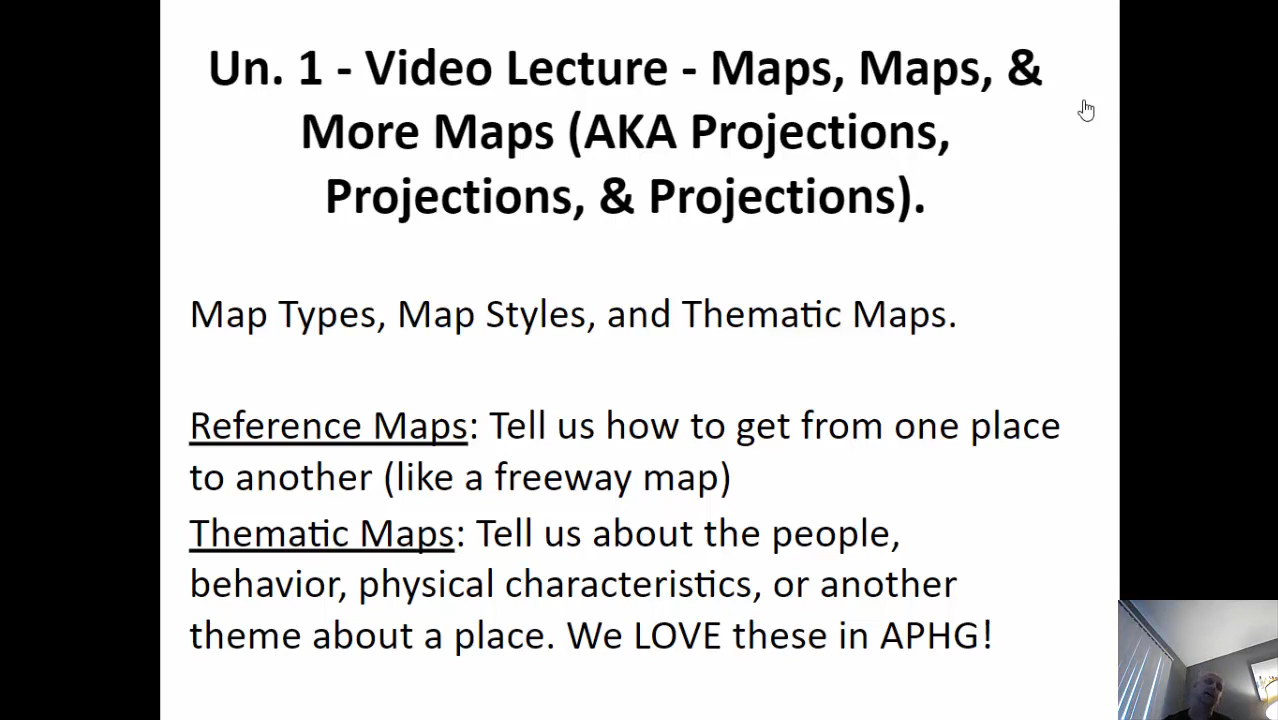 Un. 1 - Video Lecture - Maps, Maps, &
More Maps (AKA Projections,
Projections, & Projections).
Map Types, Map Styles, and Thematic Maps.
Reference Maps: Tell us how to get from one place
to another (like a freeway map)
Thematic Maps: Tell us about the people,
behavior, physical characteristics, or another
theme about a place. We LOVE these in APHG!